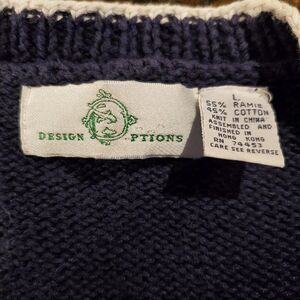 DESIGN OPTIONS
L
55% RAMIE
45% COTTON
KNIT IN CHINA
ASSEMBLED AND
FINISHED IN
HONG KONG
RN 74453
CARE SEE REVERSE